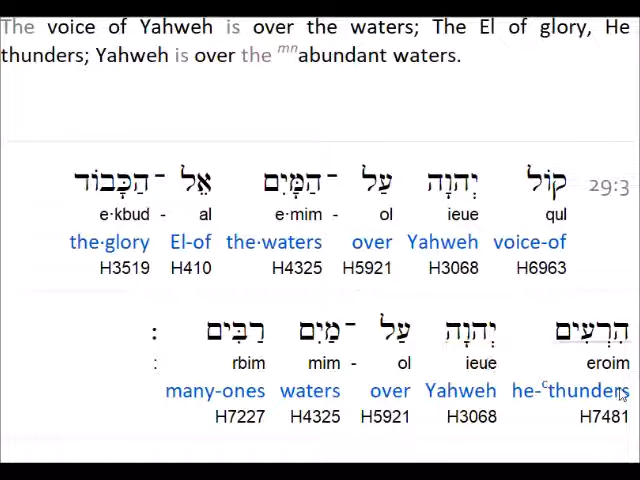 The voice of Yahweh is over the waters; The El of glory, He
thunders; Yahweh is over the ᵐⁿabundant waters.
29:3 קוֹל יְהוָה עַל־הַמָּיִם אֵל־הַכָּבוֹד
e·kbud - al e·mim - ol ieue qul
the·glory El-of the·waters over Yahweh voice-of
H3519 H410 H4325 H5921 H3068 H6963
הִרְעִים יְהוָה עַל־מַיִם רַבִּים :
: rbim mim - ol ieue eroim
many-ones waters over Yahweh he-ᶜthunders
H7227 H4325 H5921 H3068 H7481